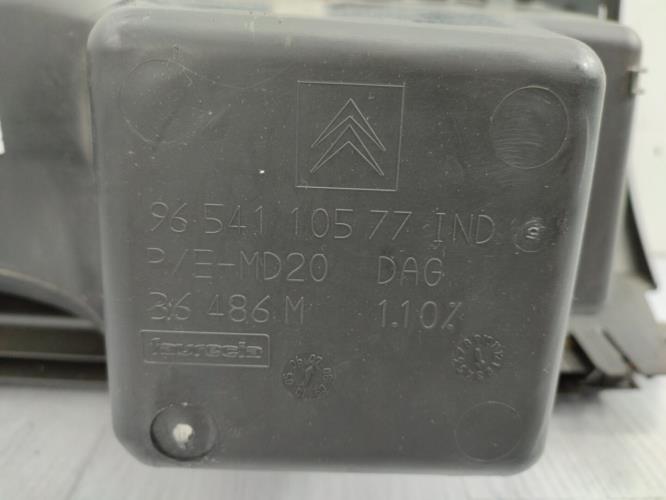 96 541 105 77 IND
P/E-MD20 DAG
36 486 M 1.10%
faurecia